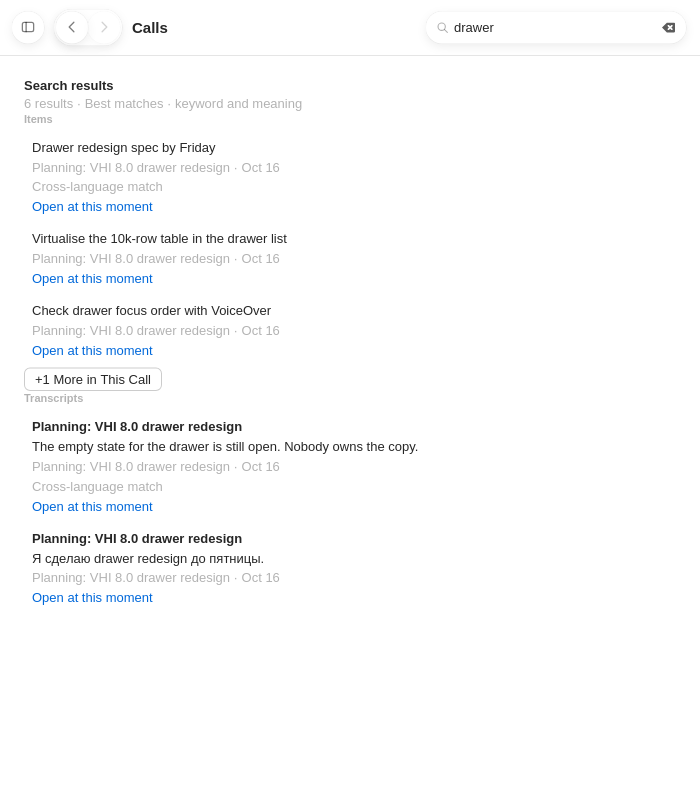 Calls
drawer
Search results
6 results · Best matches · keyword and meaning
Items
Drawer redesign spec by Friday
Planning: VHI 8.0 drawer redesign · Oct 16
Cross-language match
Open at this moment
Virtualise the 10k-row table in the drawer list
Planning: VHI 8.0 drawer redesign · Oct 16
Open at this moment
Check drawer focus order with VoiceOver
Planning: VHI 8.0 drawer redesign · Oct 16
Open at this moment
+1 More in This Call
Transcripts
Planning: VHI 8.0 drawer redesign
The empty state for the drawer is still open. Nobody owns the copy.
Planning: VHI 8.0 drawer redesign · Oct 16
Cross-language match
Open at this moment
Planning: VHI 8.0 drawer redesign
Я сделаю drawer redesign до пятницы.
Planning: VHI 8.0 drawer redesign · Oct 16
Open at this moment